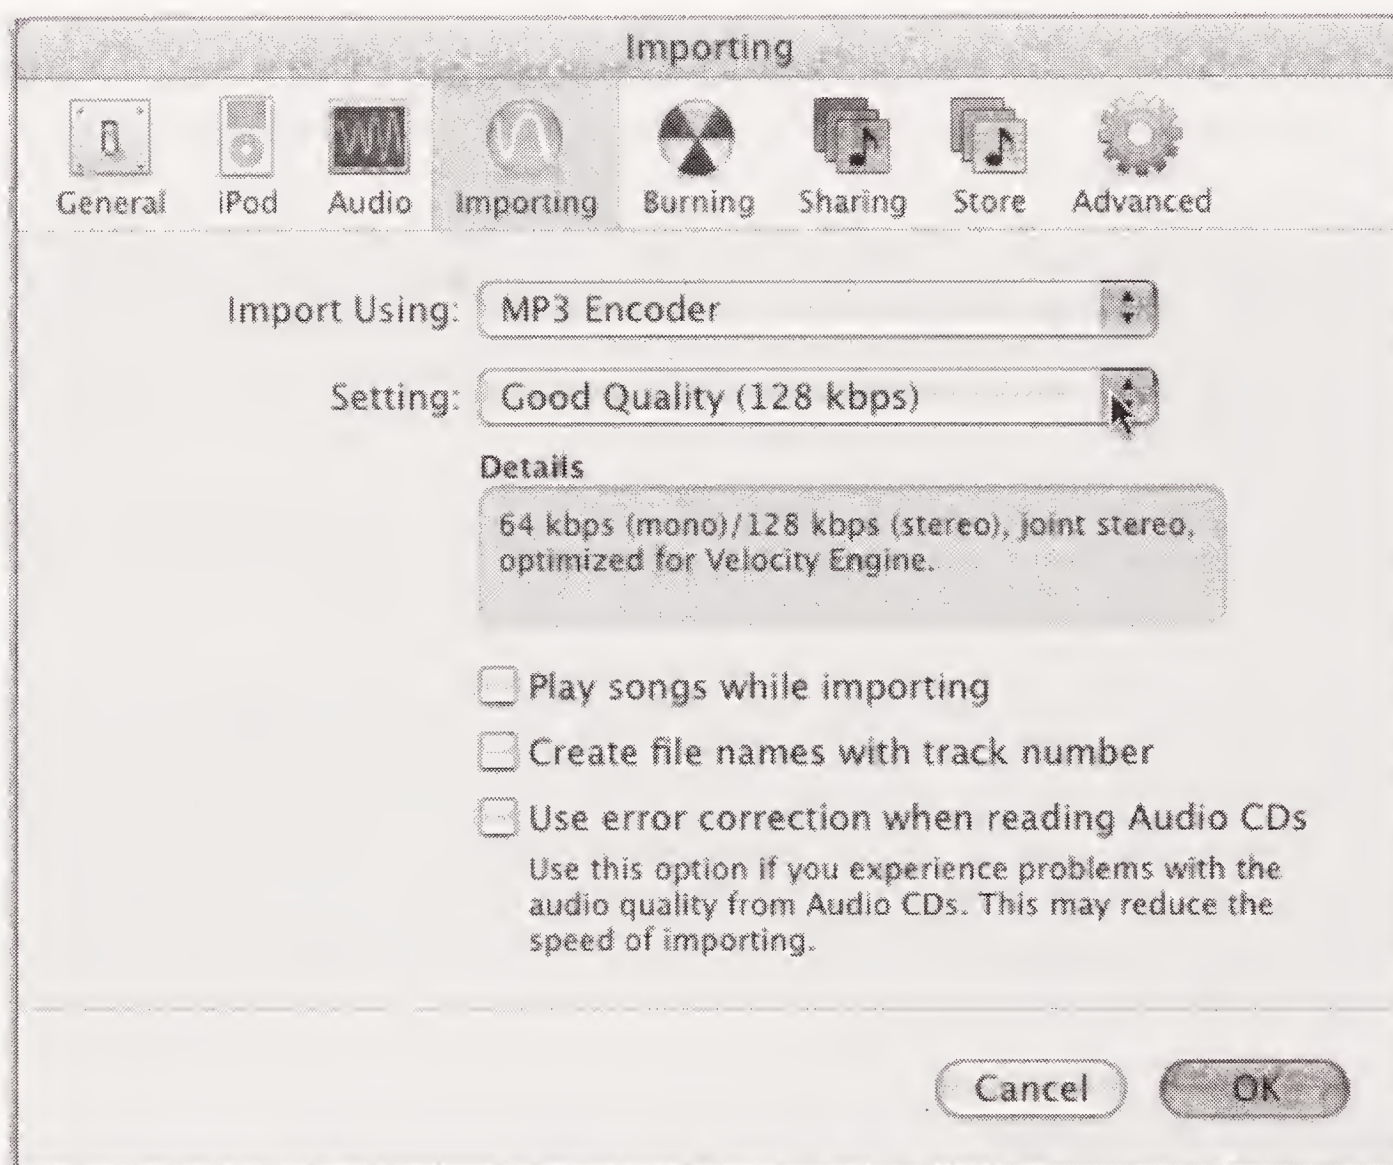 Importing
General iPod Audio Importing Burning Sharing Store Advanced
Import Using: MP3 Encoder
Setting: Good Quality (128 kbps)
Details
64 kbps (mono)/128 kbps (stereo), joint stereo,
optimized for Velocity Engine.
Play songs while importing
Create file names with track number
Use error correction when reading Audio CDs
Use this option if you experience problems with the
audio quality from Audio CDs. This may reduce the
speed of importing.
Cancel OK